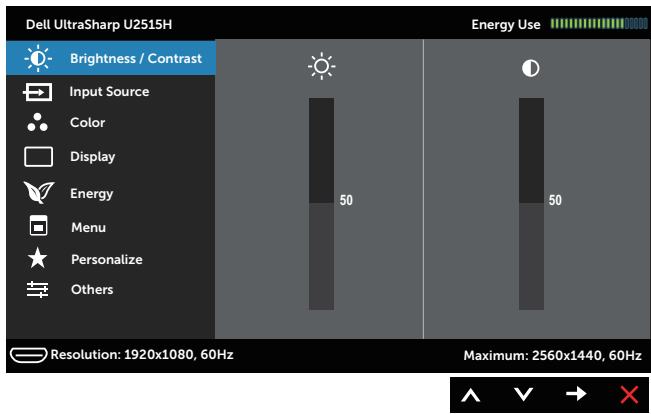 Dell UltraSharp U2515H
Energy Use
Brightness / Contrast
Input Source
Color
Display
Energy
Menu
Personalize
Others
50
50
Resolution: 1920x1080, 60Hz
Maximum: 2560x1440, 60Hz